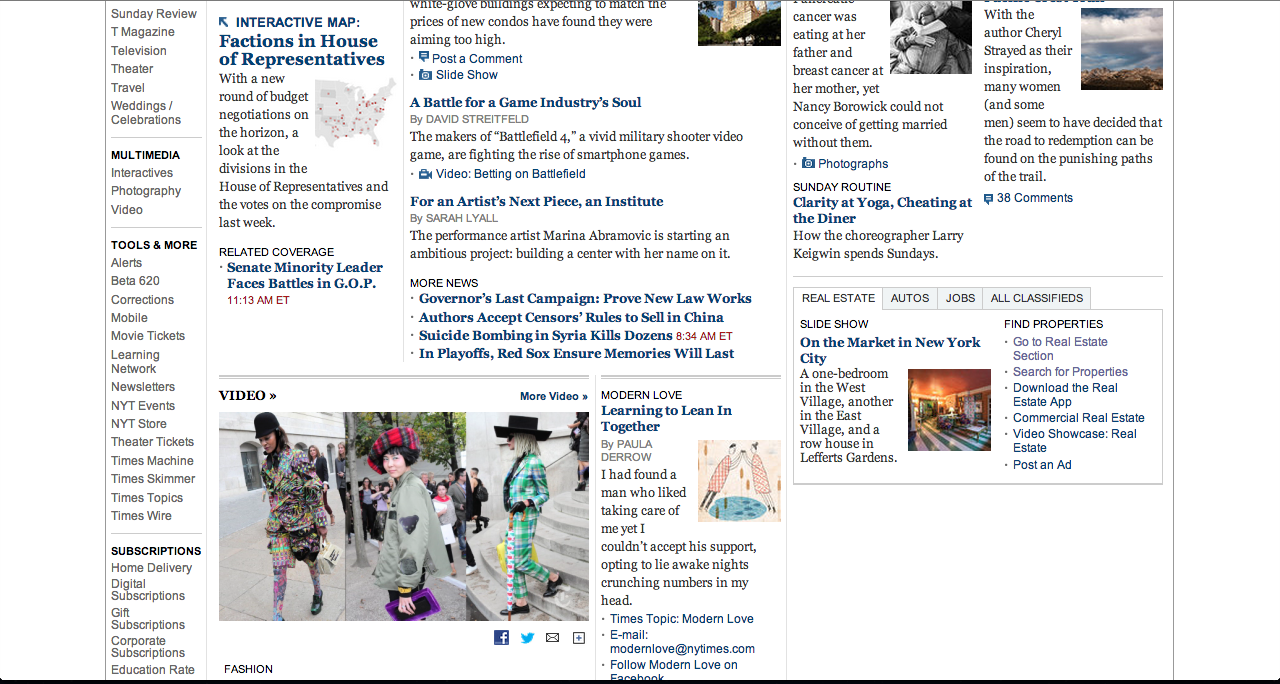 Sunday Review
T Magazine
Television
Theater
Travel
Weddings /
Celebrations
MULTIMEDIA
Interactives
Photography
Video
TOOLS & MORE
Alerts
Beta 620
Corrections
Mobile
Movie Tickets
Learning
Network
Newsletters
NYT Events
NYT Store
Theater Tickets
Times Machine
Times Skimmer
Times Topics
Times Wire
SUBSCRIPTIONS
Home Delivery
Digital
Subscriptions
Gift
Subscriptions
Corporate
Subscriptions
Education Rate
INTERACTIVE MAP:
Factions in House
of Representatives
With a new
round of budget
negotiations on
the horizon, a
look at the
divisions in the
House of Representatives and
the votes on the compromise
last week.
RELATED COVERAGE
· Senate Minority Leader
Faces Battles in G.O.P.
11:13 AM ET
white-glove buildings expecting to match the
prices of new condos have found they were
aiming too high.
· Post a Comment
· Slide Show
A Battle for a Game Industry's Soul
By DAVID STREITFELD
The makers of “Battlefield 4,” a vivid military shooter video
game, are fighting the rise of smartphone games.
· Video: Betting on Battlefield
For an Artist's Next Piece, an Institute
By SARAH LYALL
The performance artist Marina Abramovic is starting an
ambitious project: building a center with her name on it.
MORE NEWS
· Governor's Last Campaign: Prove New Law Works
· Authors Accept Censors' Rules to Sell in China
· Suicide Bombing in Syria Kills Dozens 8:34 AM ET
· In Playoffs, Red Sox Ensure Memories Will Last
VIDEO »
More Video »
FASHION
MODERN LOVE
Learning to Lean In
Together
By PAULA
DERROW
I had found a
man who liked
taking care of
me yet I
couldn't accept his support,
opting to lie awake nights
crunching numbers in my
head.
· Times Topic: Modern Love
· E-mail:
modernlove@nytimes.com
· Follow Modern Love on
Facebook
Pancreatic
cancer was
eating at her
father and
breast cancer at
her mother, yet
Nancy Borowick could not
conceive of getting married
without them.
· Photographs
SUNDAY ROUTINE
Clarity at Yoga, Cheating at
the Diner
How the choreographer Larry
Keigwin spends Sundays.
With the
author Cheryl
Strayed as their
inspiration,
many women
(and some
men) seem to have decided that
the road to redemption can be
found on the punishing paths
of the trail.
38 Comments
REAL ESTATE
AUTOS
JOBS
ALL CLASSIFIEDS
SLIDE SHOW
On the Market in New York
City
A one-bedroom
in the West
Village, another
in the East
Village, and a
row house in
Lefferts Gardens.
FIND PROPERTIES
· Go to Real Estate
Section
· Search for Properties
· Download the Real
Estate App
· Commercial Real Estate
· Video Showcase: Real
Estate
· Post an Ad